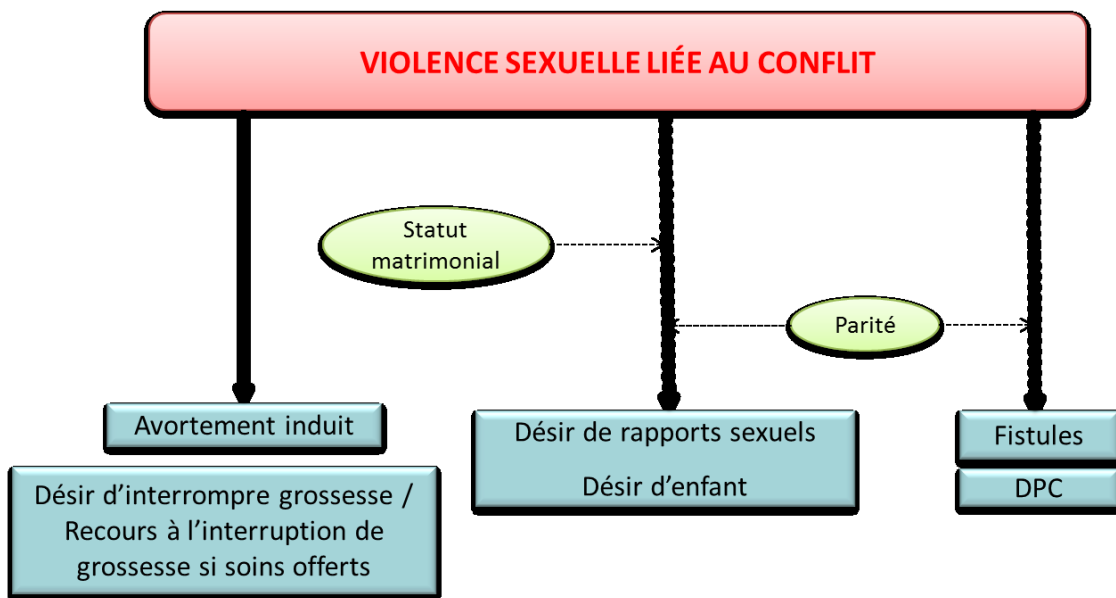 VIOLENCE SEXUELLE LIÉE AU CONFLIT
Statut
matrimonial
Parité
Avortement induit
Désir d’interrompre grossesse /
Recours à l’interruption de
grossesse si soins offerts
Désir de rapports sexuels
Désir d’enfant
Fistules
DPC